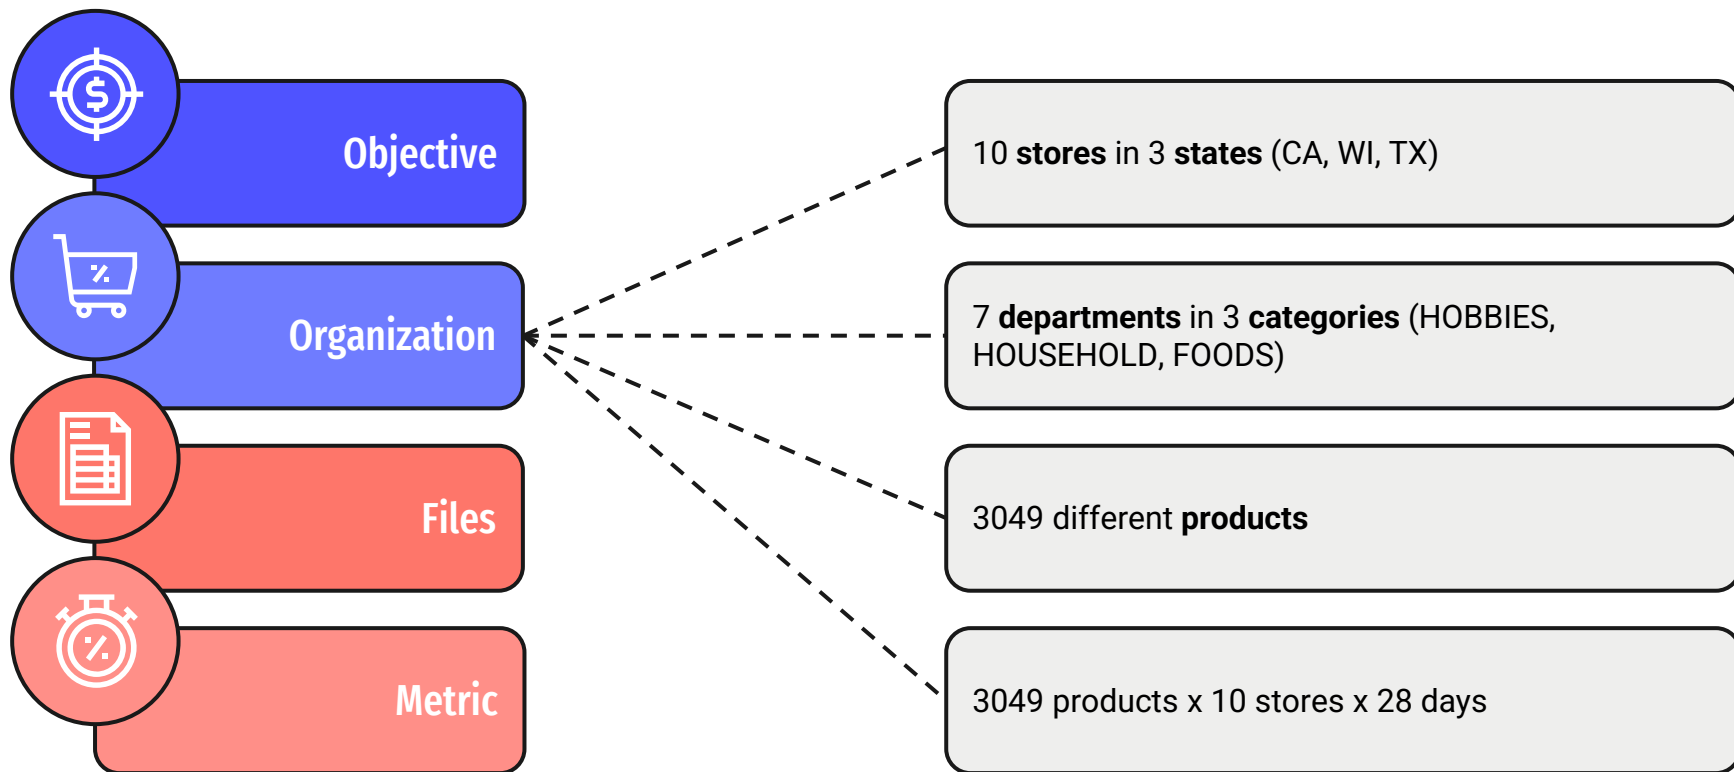 Objective
Organization
Files
Metric
10 stores in 3 states (CA, WI, TX)
7 departments in 3 categories (HOBBIES,
HOUSEHOLD, FOODS)
3049 different products
3049 products x 10 stores x 28 days